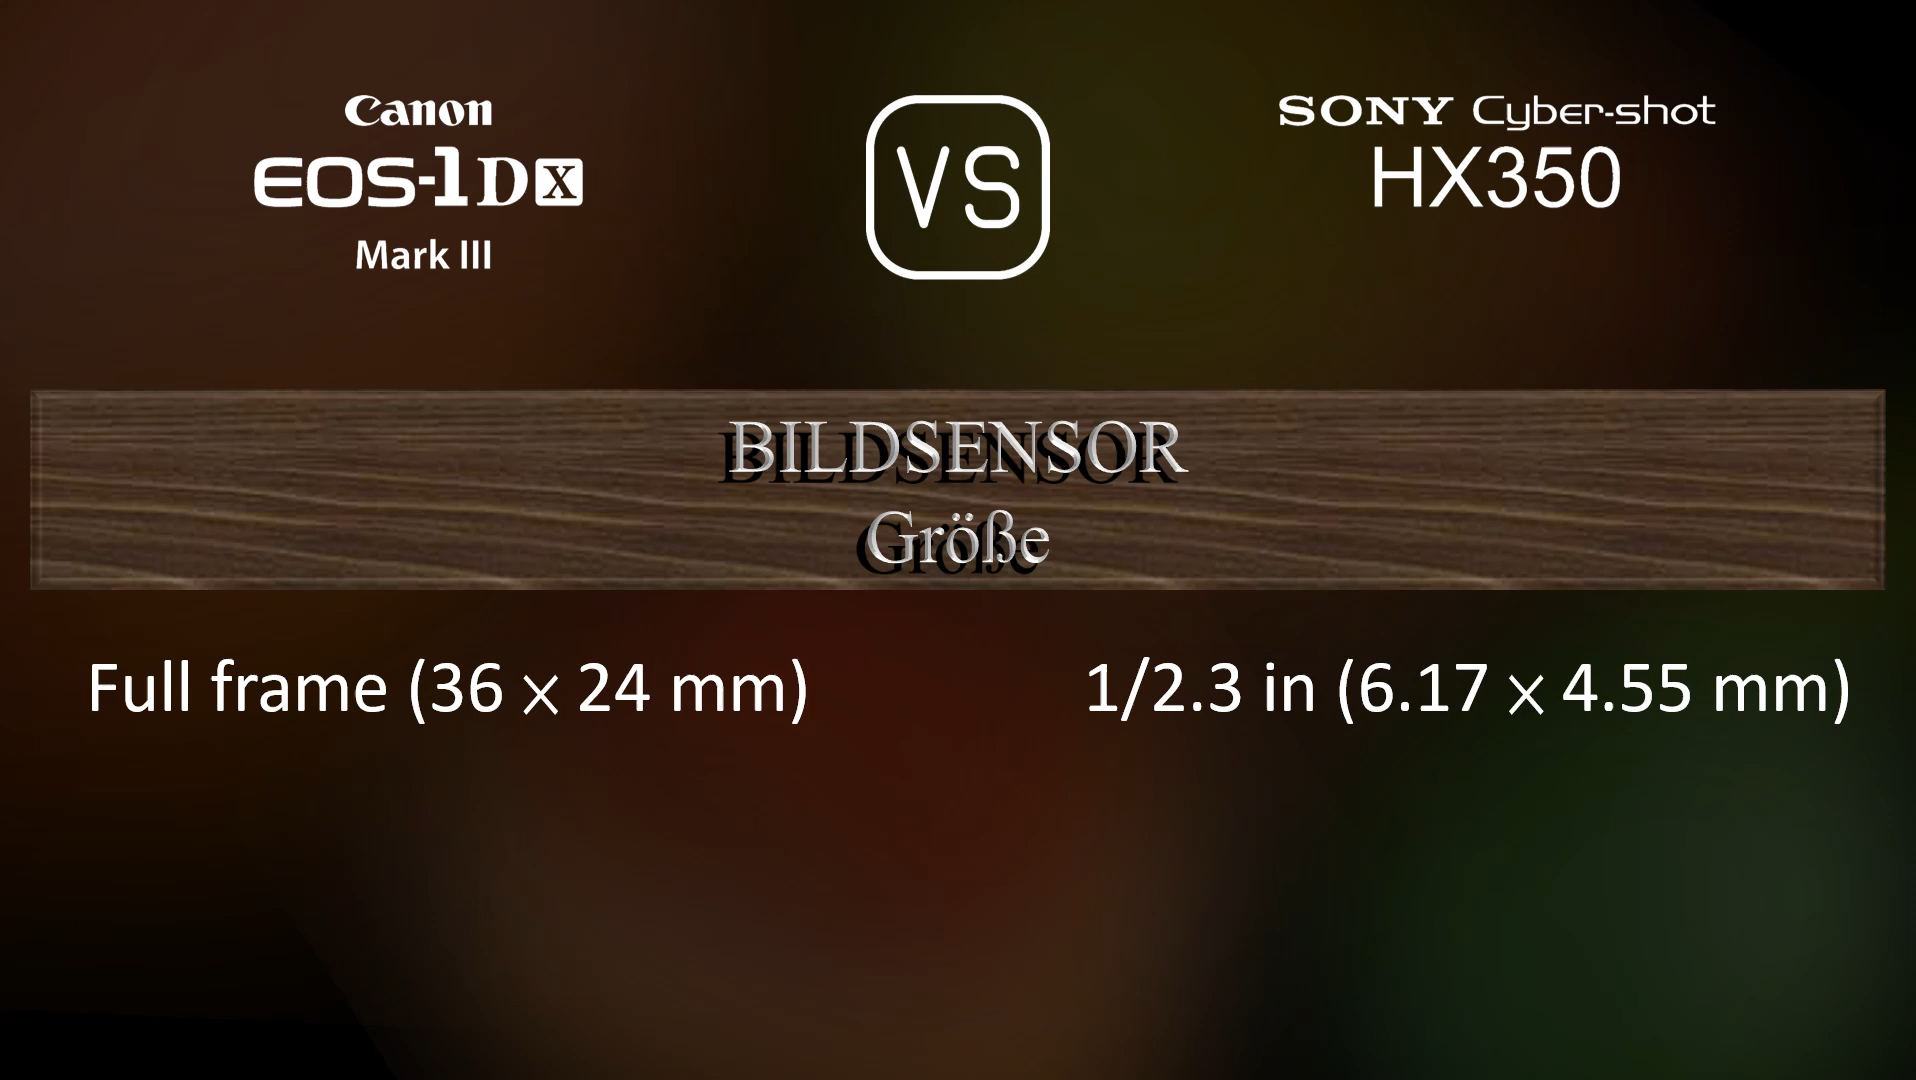 Canon
EOS-1D X
Mark III
VS
SONY Cyber-shot
HX350
BILDSENSOR
Größe
Full frame (36 x 24 mm)
1/2.3 in (6.17 x 4.55 mm)